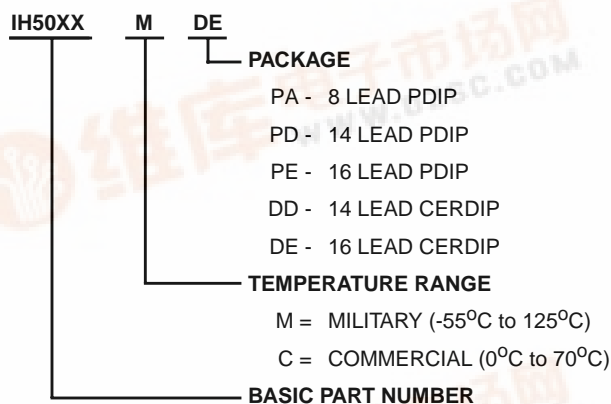 IH50XX M DE
PACKAGE
PA - 8 LEAD PDIP
PD - 14 LEAD PDIP
PE - 16 LEAD PDIP
DD - 14 LEAD CERDIP
DE - 16 LEAD CERDIP
TEMPERATURE RANGE
M = MILITARY (-55°C to 125°C)
C = COMMERCIAL (0°C to 70°C)
BASIC PART NUMBER